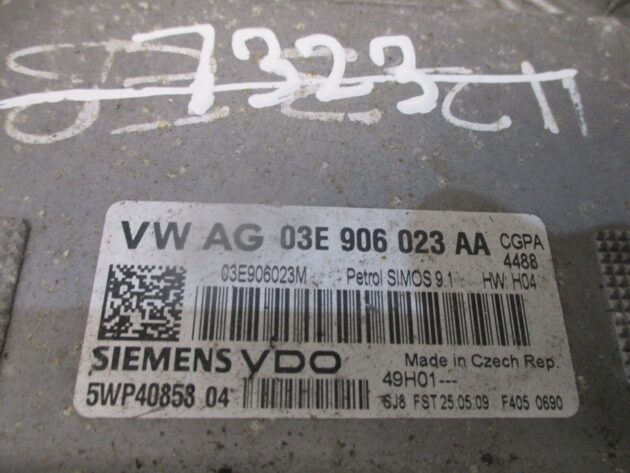 7323
VW AG 03E 906 023 AA CGPA
4488
03E906023M Petrol SIMOS 9.1 HW: H04
SIEMENS VDO
Made in Czech Rep.
49H01---
5WP40858 04
6J8 FST 25.05.09 F405 0690